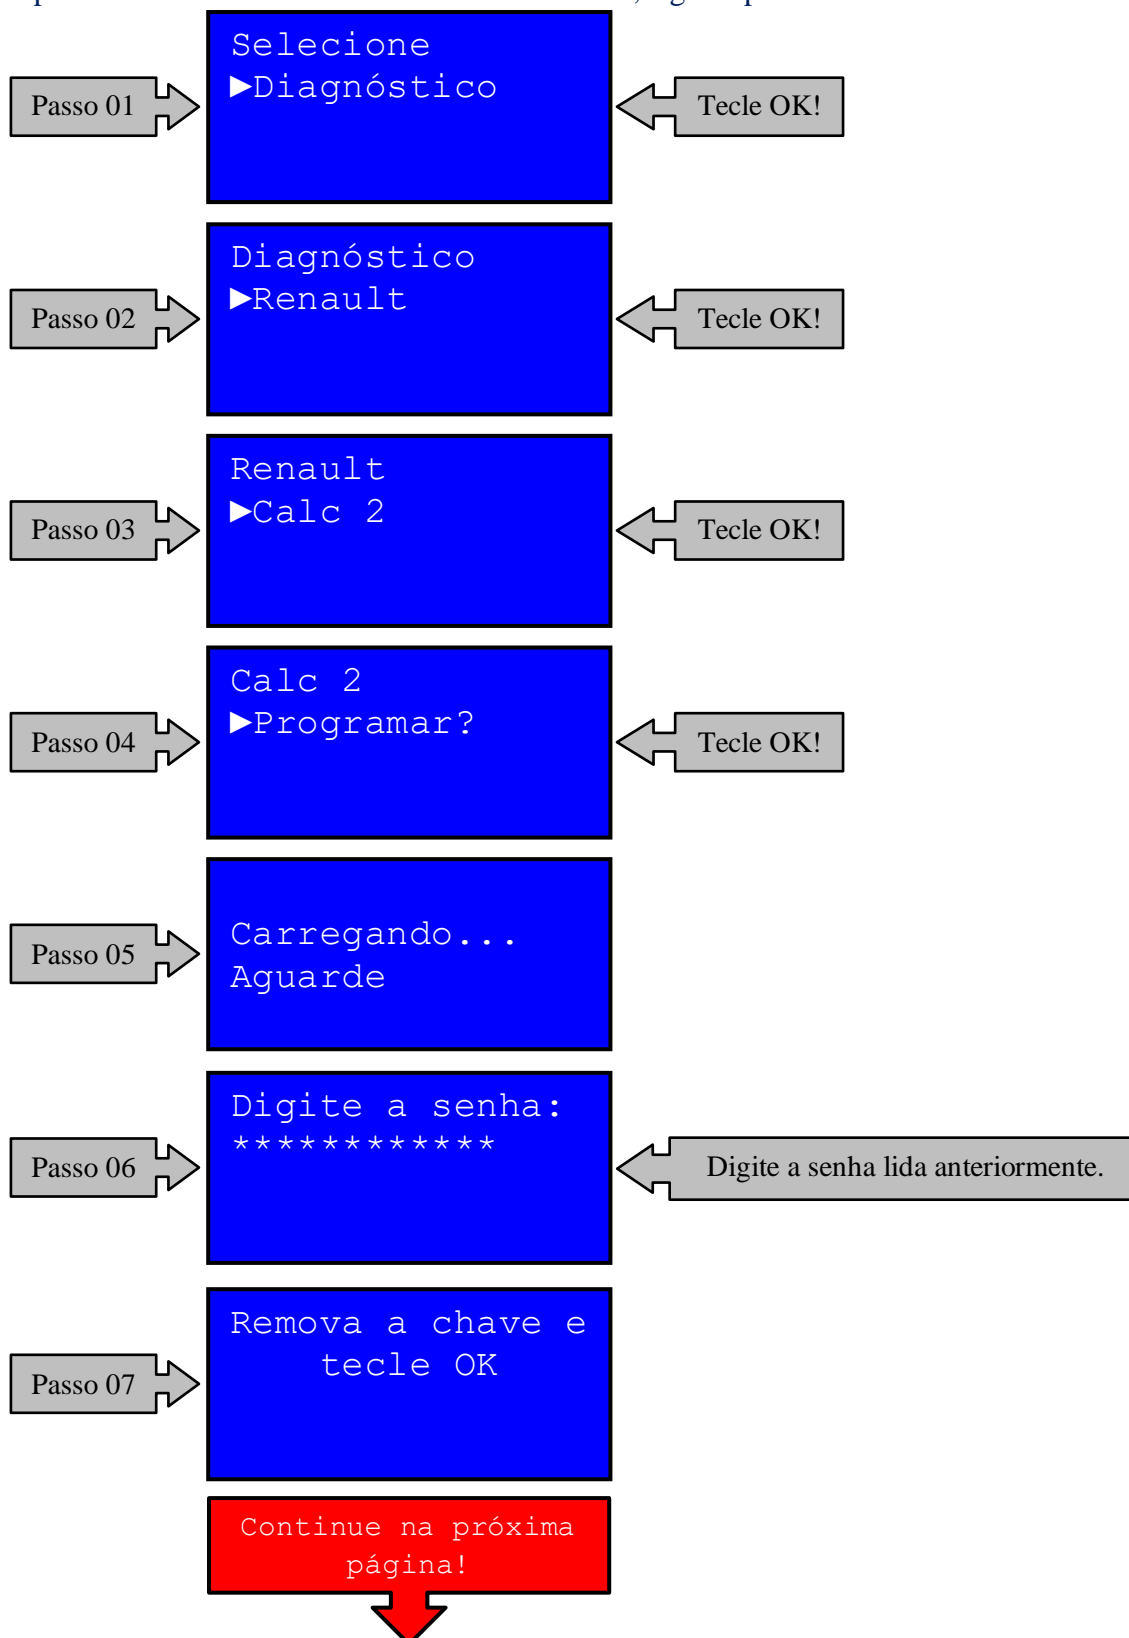 Selecione
►Diagnóstico
Passo 01
Tecle OK!
Diagnóstico
►Renault
Passo 02
Tecle OK!
Renault
►Calc 2
Passo 03
Tecle OK!
Calc 2
►Programar?
Passo 04
Tecle OK!
Carregando...
Aguarde
Passo 05
Digite a senha:
************
Passo 06
Digite a senha lida anteriormente.
Remova a chave e
tecle OK
Passo 07
Continue na próxima
página!